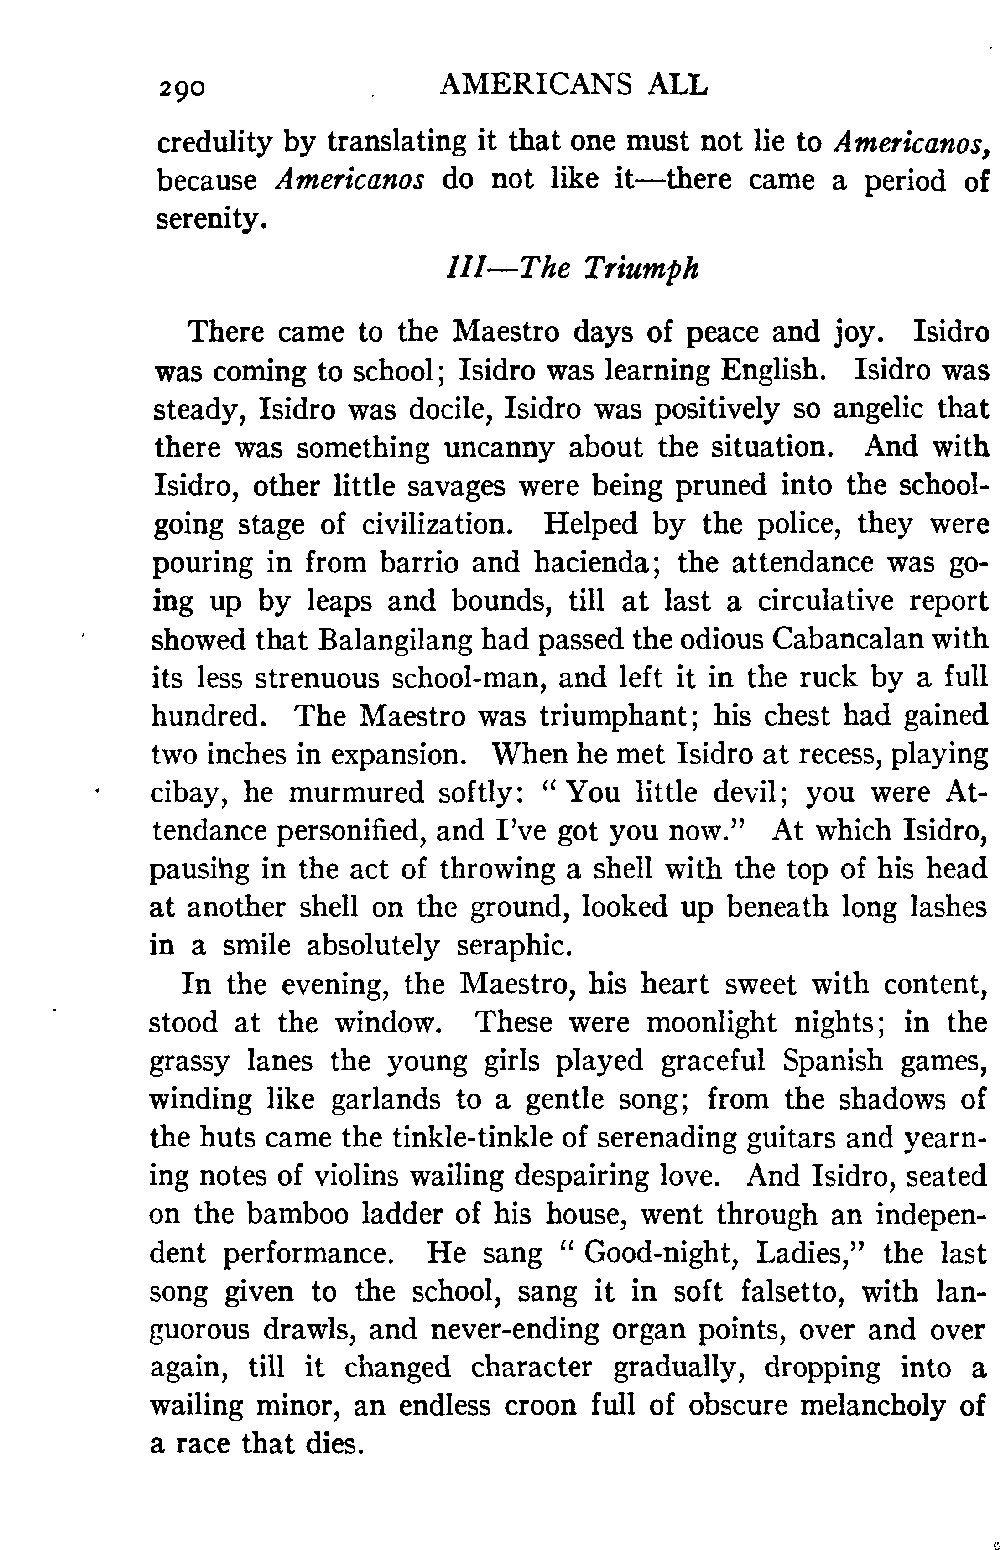 290 AMERICANS ALL
credulity by translating it that one must not lie to Americanos,
because Americanos do not like it—there came a period of
serenity.
III—The Triumph
There came to the Maestro days of peace and joy. Isidro
was coming to school; Isidro was learning English. Isidro was
steady, Isidro was docile, Isidro was positively so angelic that
there was something uncanny about the situation. And with
Isidro, other little savages were being pruned into the school-
going stage of civilization. Helped by the police, they were
pouring in from barrio and hacienda; the attendance was go-
ing up by leaps and bounds, till at last a circulative report
showed that Balangilang had passed the odious Cabancalan with
its less strenuous school-man, and left it in the ruck by a full
hundred. The Maestro was triumphant; his chest had gained
two inches in expansion. When he met Isidro at recess, playing
cibay, he murmured softly: “ You little devil; you were At-
tendance personified, and I’ve got you now.” At which Isidro,
pausing in the act of throwing a shell with the top of his head
at another shell on the ground, looked up beneath long lashes
in a smile absolutely seraphic.
In the evening, the Maestro, his heart sweet with content,
stood at the window. These were moonlight nights; in the
grassy lanes the young girls played graceful Spanish games,
winding like garlands to a gentle song; from the shadows of
the huts came the tinkle-tinkle of serenading guitars and yearn-
ing notes of violins wailing despairing love. And Isidro, seated
on the bamboo ladder of his house, went through an indepen-
dent performance. He sang “ Good-night, Ladies,” the last
song given to the school, sang it in soft falsetto, with lan-
guorous drawls, and never-ending organ points, over and over
again, till it changed character gradually, dropping into a
wailing minor, an endless croon full of obscure melancholy of
a race that dies.